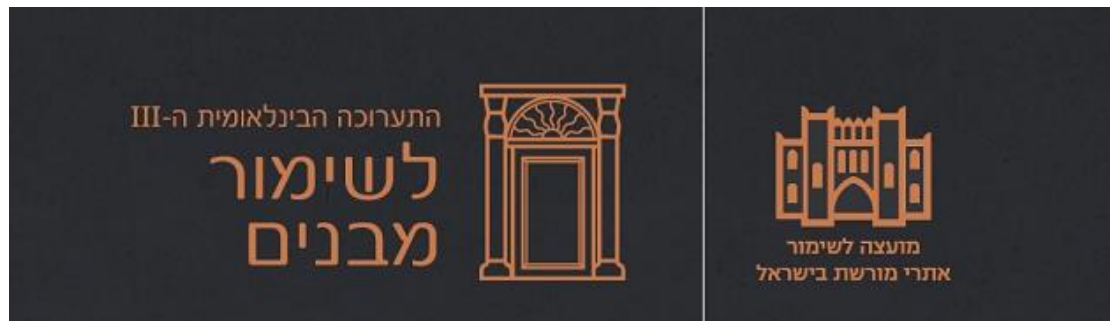 מועצה לשימור
אתרי מורשת בישראל
התערוכה הבינלאומית ה-III
לשימור
מבנים